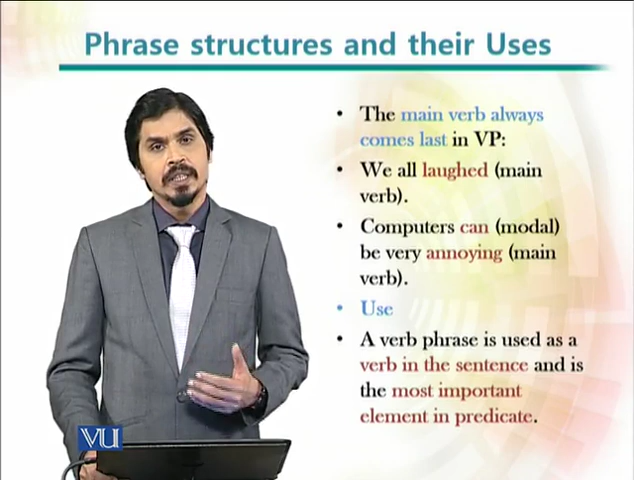 Phrase structures and their Uses
• The main verb always
comes last in VP:
• We all laughed (main
verb).
• Computers can (modal)
be very annoying (main
verb).
• Use
• A verb phrase is used as a
verb in the sentence and is
the most important
element in predicate.
VU